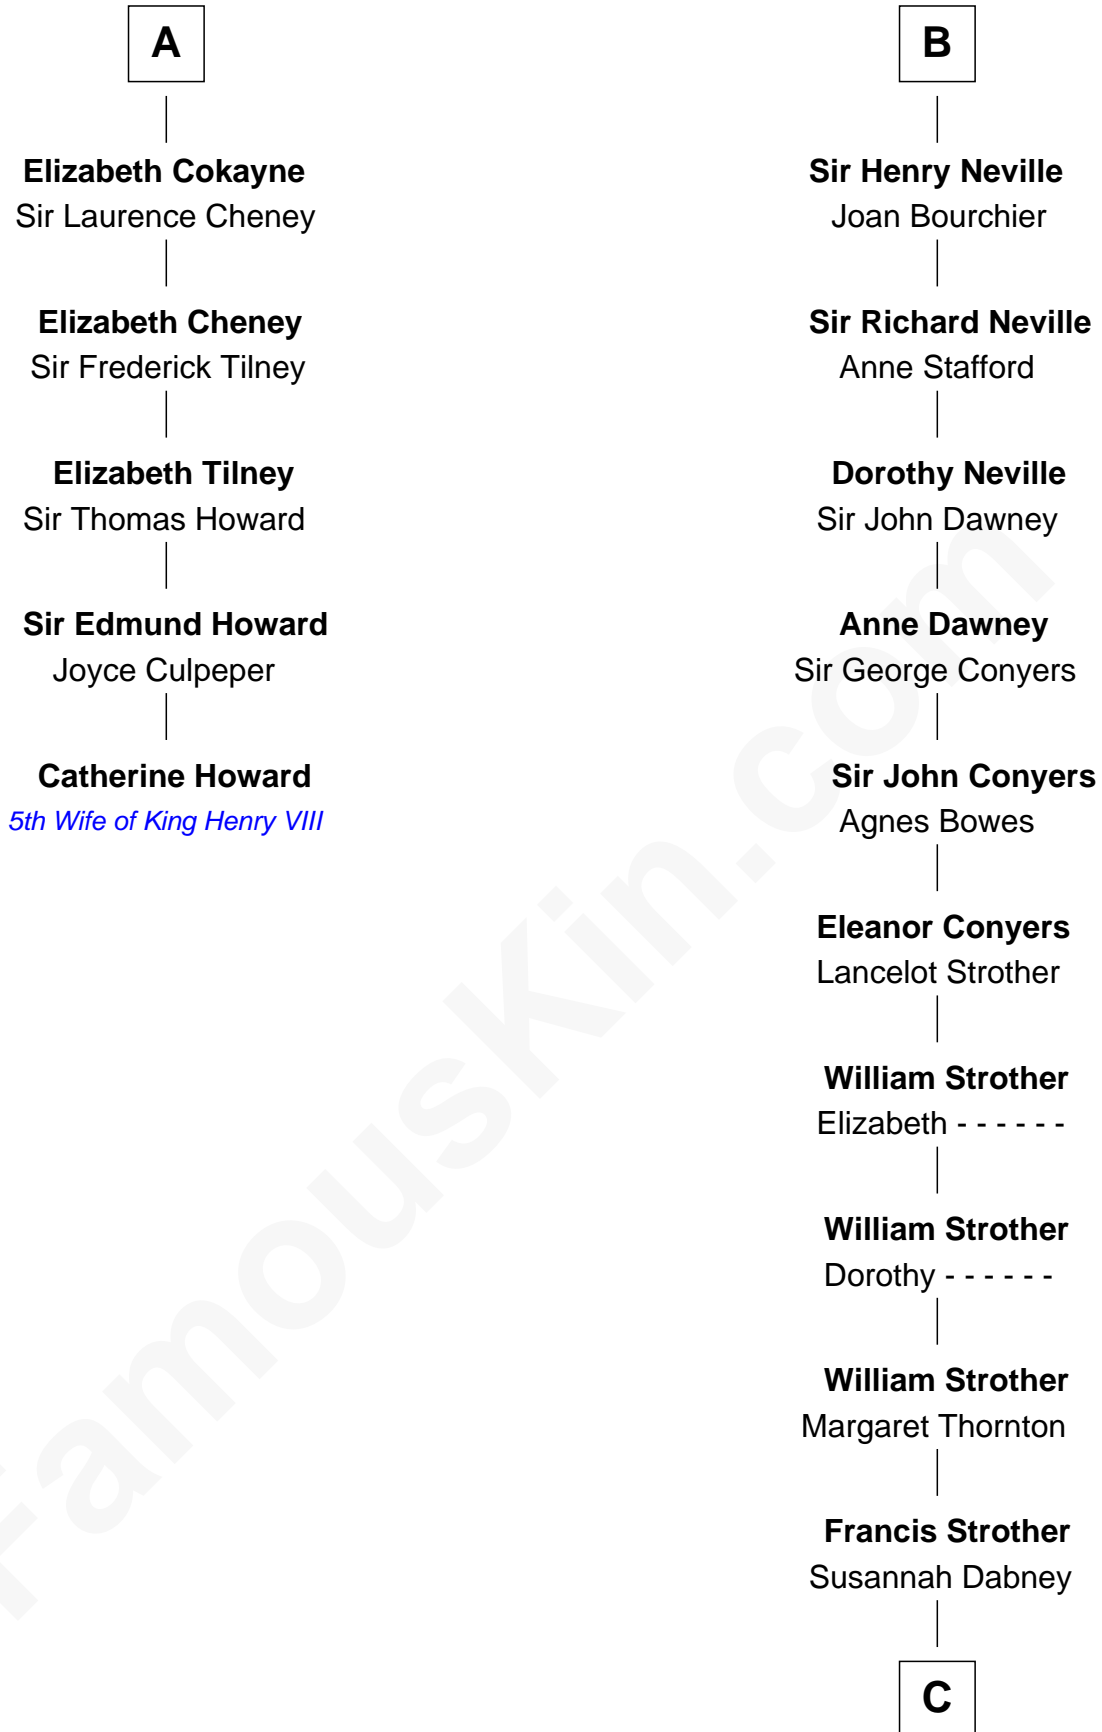 A
Elizabeth Cokayne
Sir Laurence Cheney
Elizabeth Cheney
Sir Frederick Tilney
Elizabeth Tilney
Sir Thomas Howard
Sir Edmund Howard
Joyce Culpeper
Catherine Howard
5th Wife of King Henry VIII
B
Sir Henry Neville
Joan Bourchier
Sir Richard Neville
Anne Stafford
Dorothy Neville
Sir John Dawney
Anne Dawney
Sir George Conyers
Sir John Conyers
Agnes Bowes
Eleanor Conyers
Lancelot Strother
William Strother
Elizabeth - - - - - -
William Strother
Dorothy - - - - - -
William Strother
Margaret Thornton
Francis Strother
Susannah Dabney
C
FamousKin.com